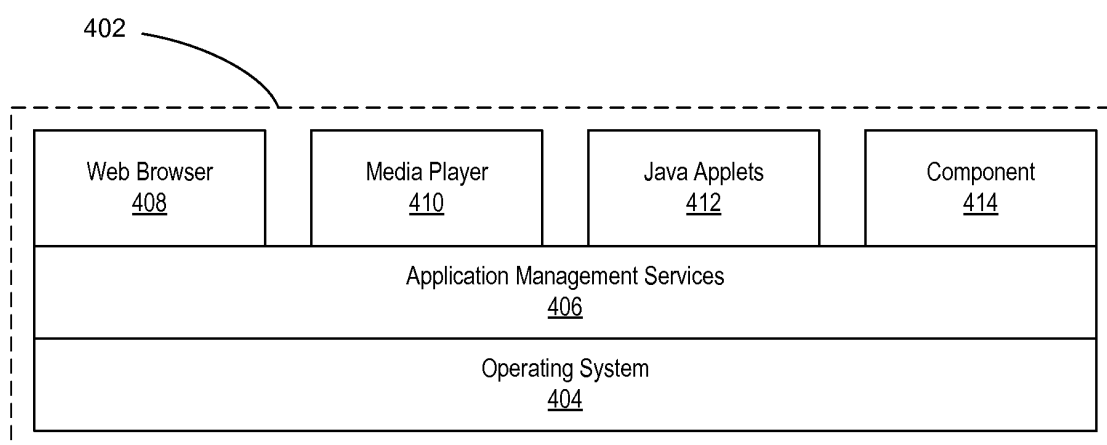 402
Web Browser
408
Media Player
410
Java Applets
412
Component
414
Application Management Services
406
Operating System
404